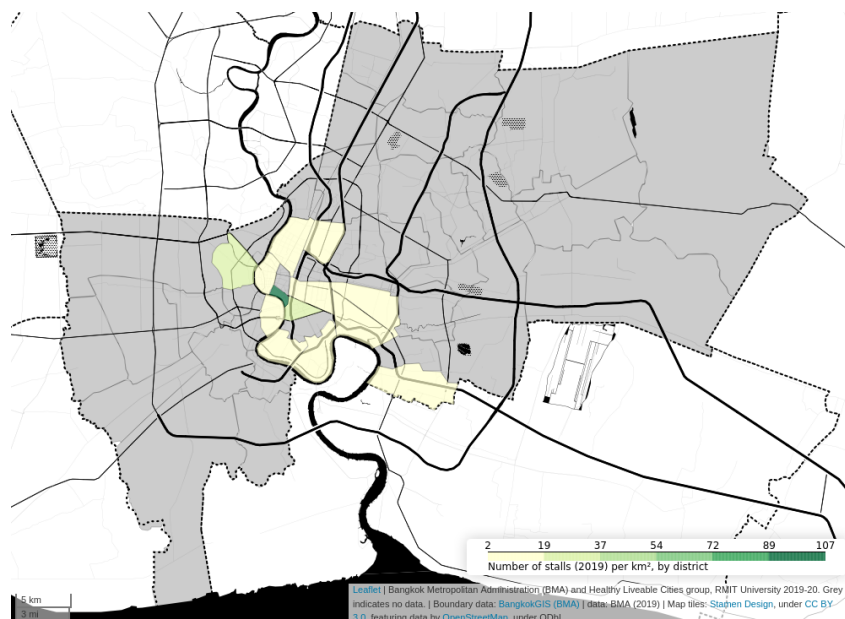 2 19 37 54 72 89 107
Number of stalls (2019) per km², by district
5 km
3 mi
Leaflet | Bangkok Metropolitan Administration (BMA) and Healthy Liveable Cities group, RMIT University 2019-20. Grey
indicates no data. | Boundary data: BangkokGIS (BMA) | data: BMA (2019) | Map tiles: Stamen Design, under CC BY
3.0, featuring data by OpenStreetMap, under ODbL